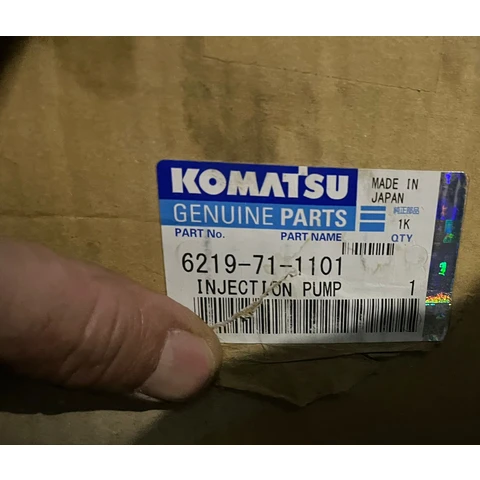 KOMATSU
GENUINE PARTS
MADE IN
JAPAN
純正部品
1K
PART No. PART NAME QTY
6219-71-1101
INJECTION PUMP 1